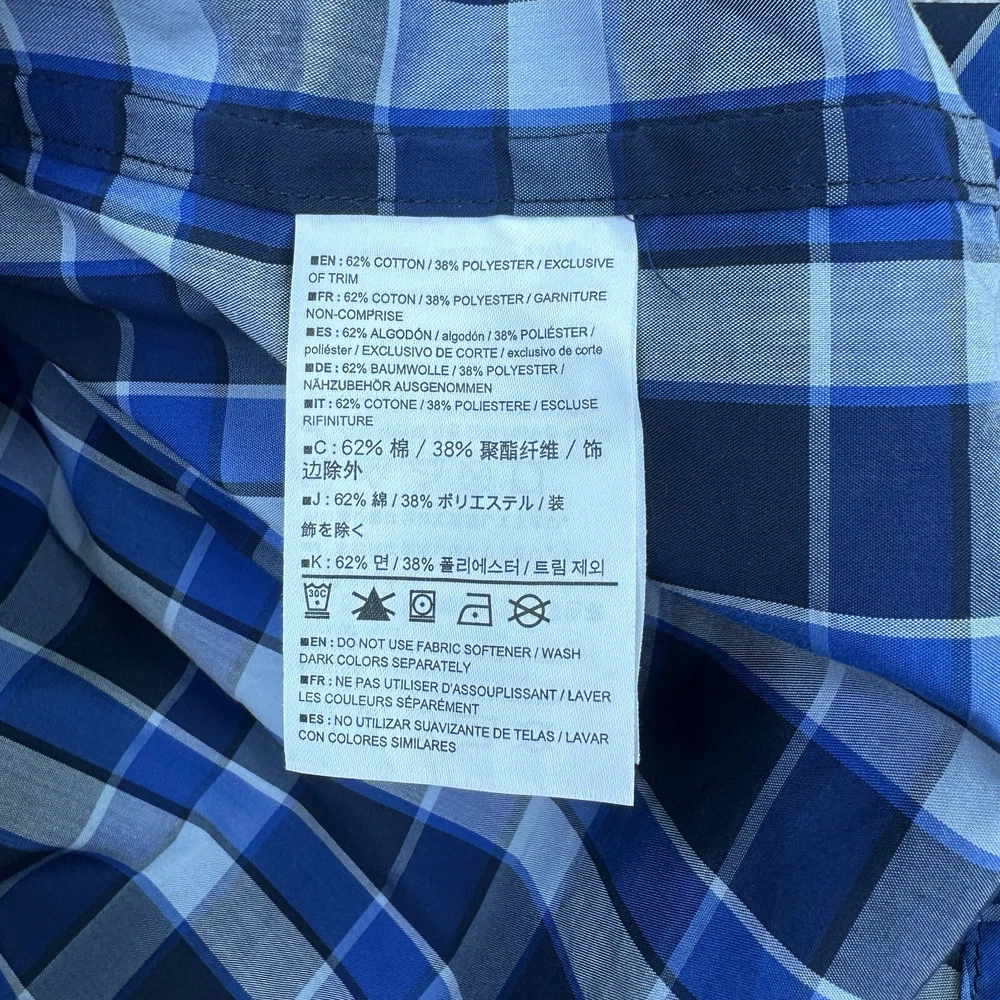 ■EN : 62% COTTON / 38% POLYESTER / EXCLUSIVE
OF TRIM
■FR : 62% COTON / 38% POLYESTER / GARNITURE
NON-COMPRISE
■ES : 62% ALGODÓN / algodón / 38% POLIÉSTER /
poliéster / EXCLUSIVO DE CORTE / exclusivo de corte
■DE : 62% BAUMWOLLE / 38% POLYESTER /
NÄHZUBEHÖR AUSGENOMMEN
■IT : 62% COTONE / 38% POLIESTERE / ESCLUSE
RIFINITURE
■C : 62% 棉 / 38% 聚酯纤维 / 饰
边除外
■J : 62% 綿 / 38% ポリエステル / 装
飾を除く
■K : 62% 면 / 38% 폴리에스터 / 트림 제외
30C
■EN : DO NOT USE FABRIC SOFTENER / WASH
DARK COLORS SEPARATELY
■FR : NE PAS UTILISER D'ASSOUPLISSANT / LAVER
LES COULEURS SÉPARÉMENT
■ES : NO UTILIZAR SUAVIZANTE DE TELAS / LAVAR
CON COLORES SIMILARES